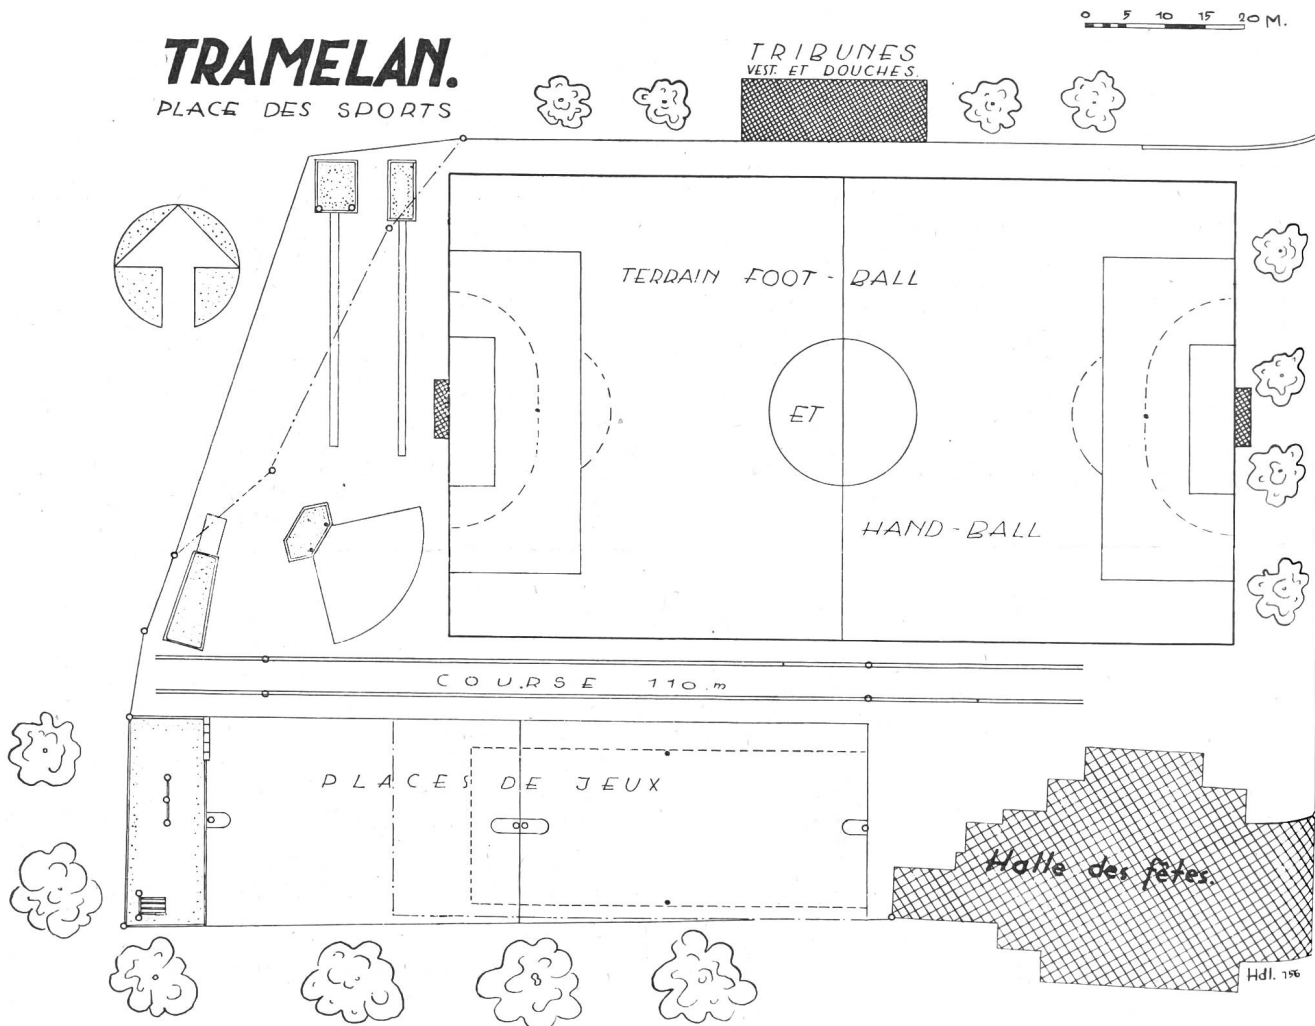 0 5 10 15 20 M.
TRAMELAN.
PLACE DES SPORTS
TRIBUNES
VEST. ET DOUCHES.
TERRAIN FOOT-BALL
ET
HAND-BALL
COURSE 110.m
PLACES DE JEUX
Halle des fêtes.
Hdl. 156